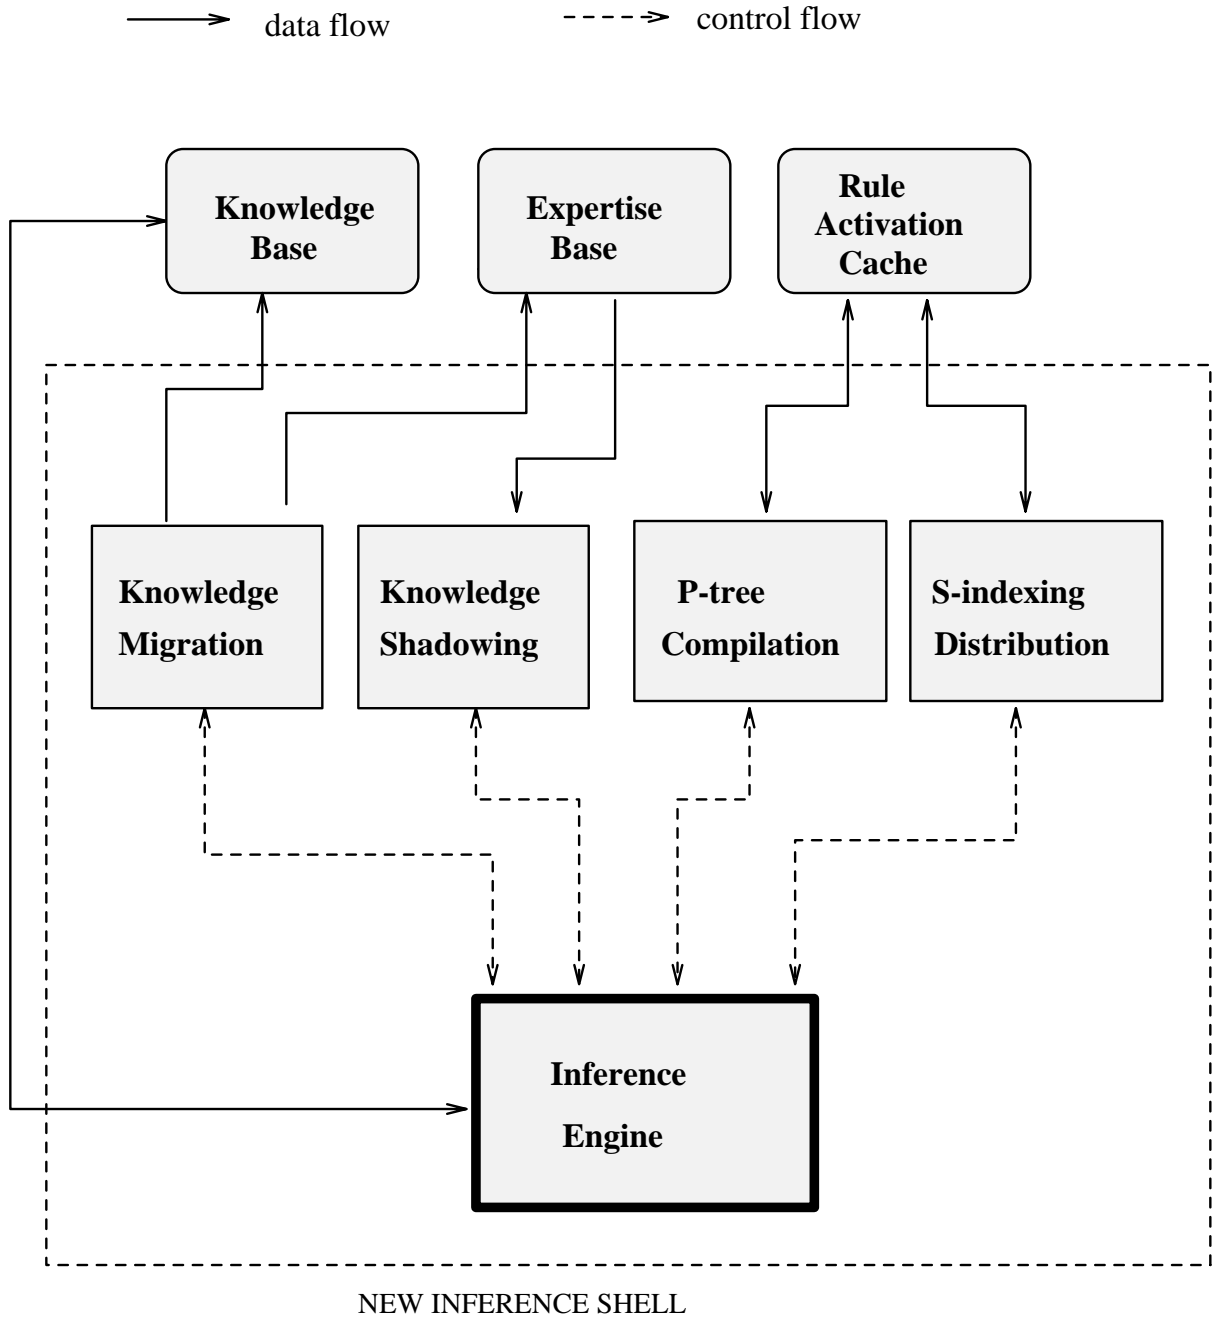 data flow
control flow
Knowledge
Base
Expertise
Base
Rule
Activation
Cache
Knowledge
Migration
Knowledge
Shadowing
P-tree
Compilation
S-indexing
Distribution
Inference
Engine
NEW INFERENCE SHELL